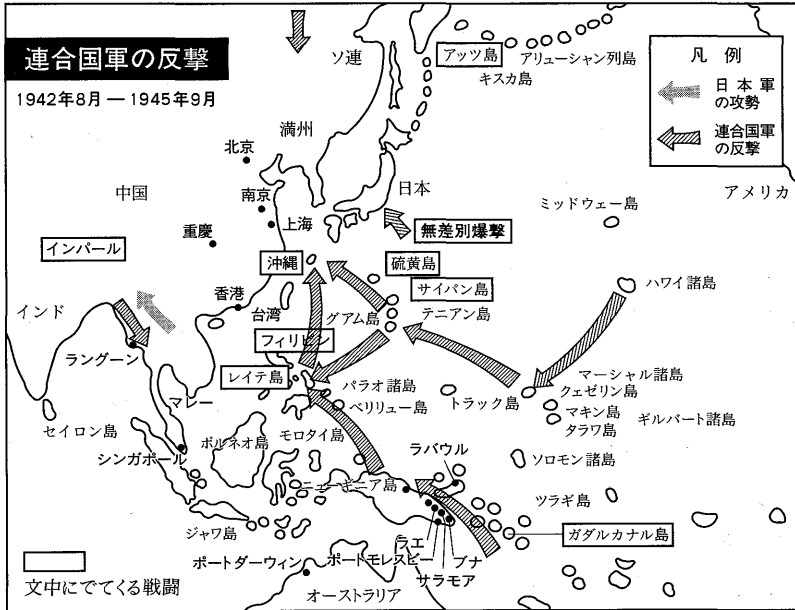 連合国軍の反撃
1942年8月 ― 1945年9月
凡 例
日 本 軍
の攻勢
連合国軍
の反撃
ソ連
アッツ島
アリューシャン列島
キスカ島
満州
北京
中国
南京
上海
重慶
日本
アメリカ
ミッドウェー島
無差別爆撃
インパール
沖縄
硫黄島
サイパン島
ハワイ諸島
インド
香港
台湾
グアム島
テニアン島
ラングーン
フィリピン
レイテ島
マレー
パラオ諸島
ペリリュー島
トラック島
マーシャル諸島
クェゼリン島
マキン島
タラワ島
ギルバート諸島
セイロン島
シンガポール
ボルネオ島
モロタイ島
ラバウル
ソロモン諸島
ニューギニア島
ツラギ島
ガダルカナル島
ジャワ島
ラエ
ポートモレスビー
ブナ
サラモア
ポートダーウィン
オーストラリア
文中にでてくる戦闘